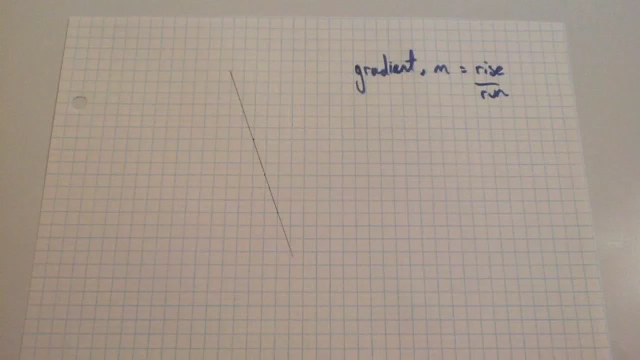 gradient, m = rise
run